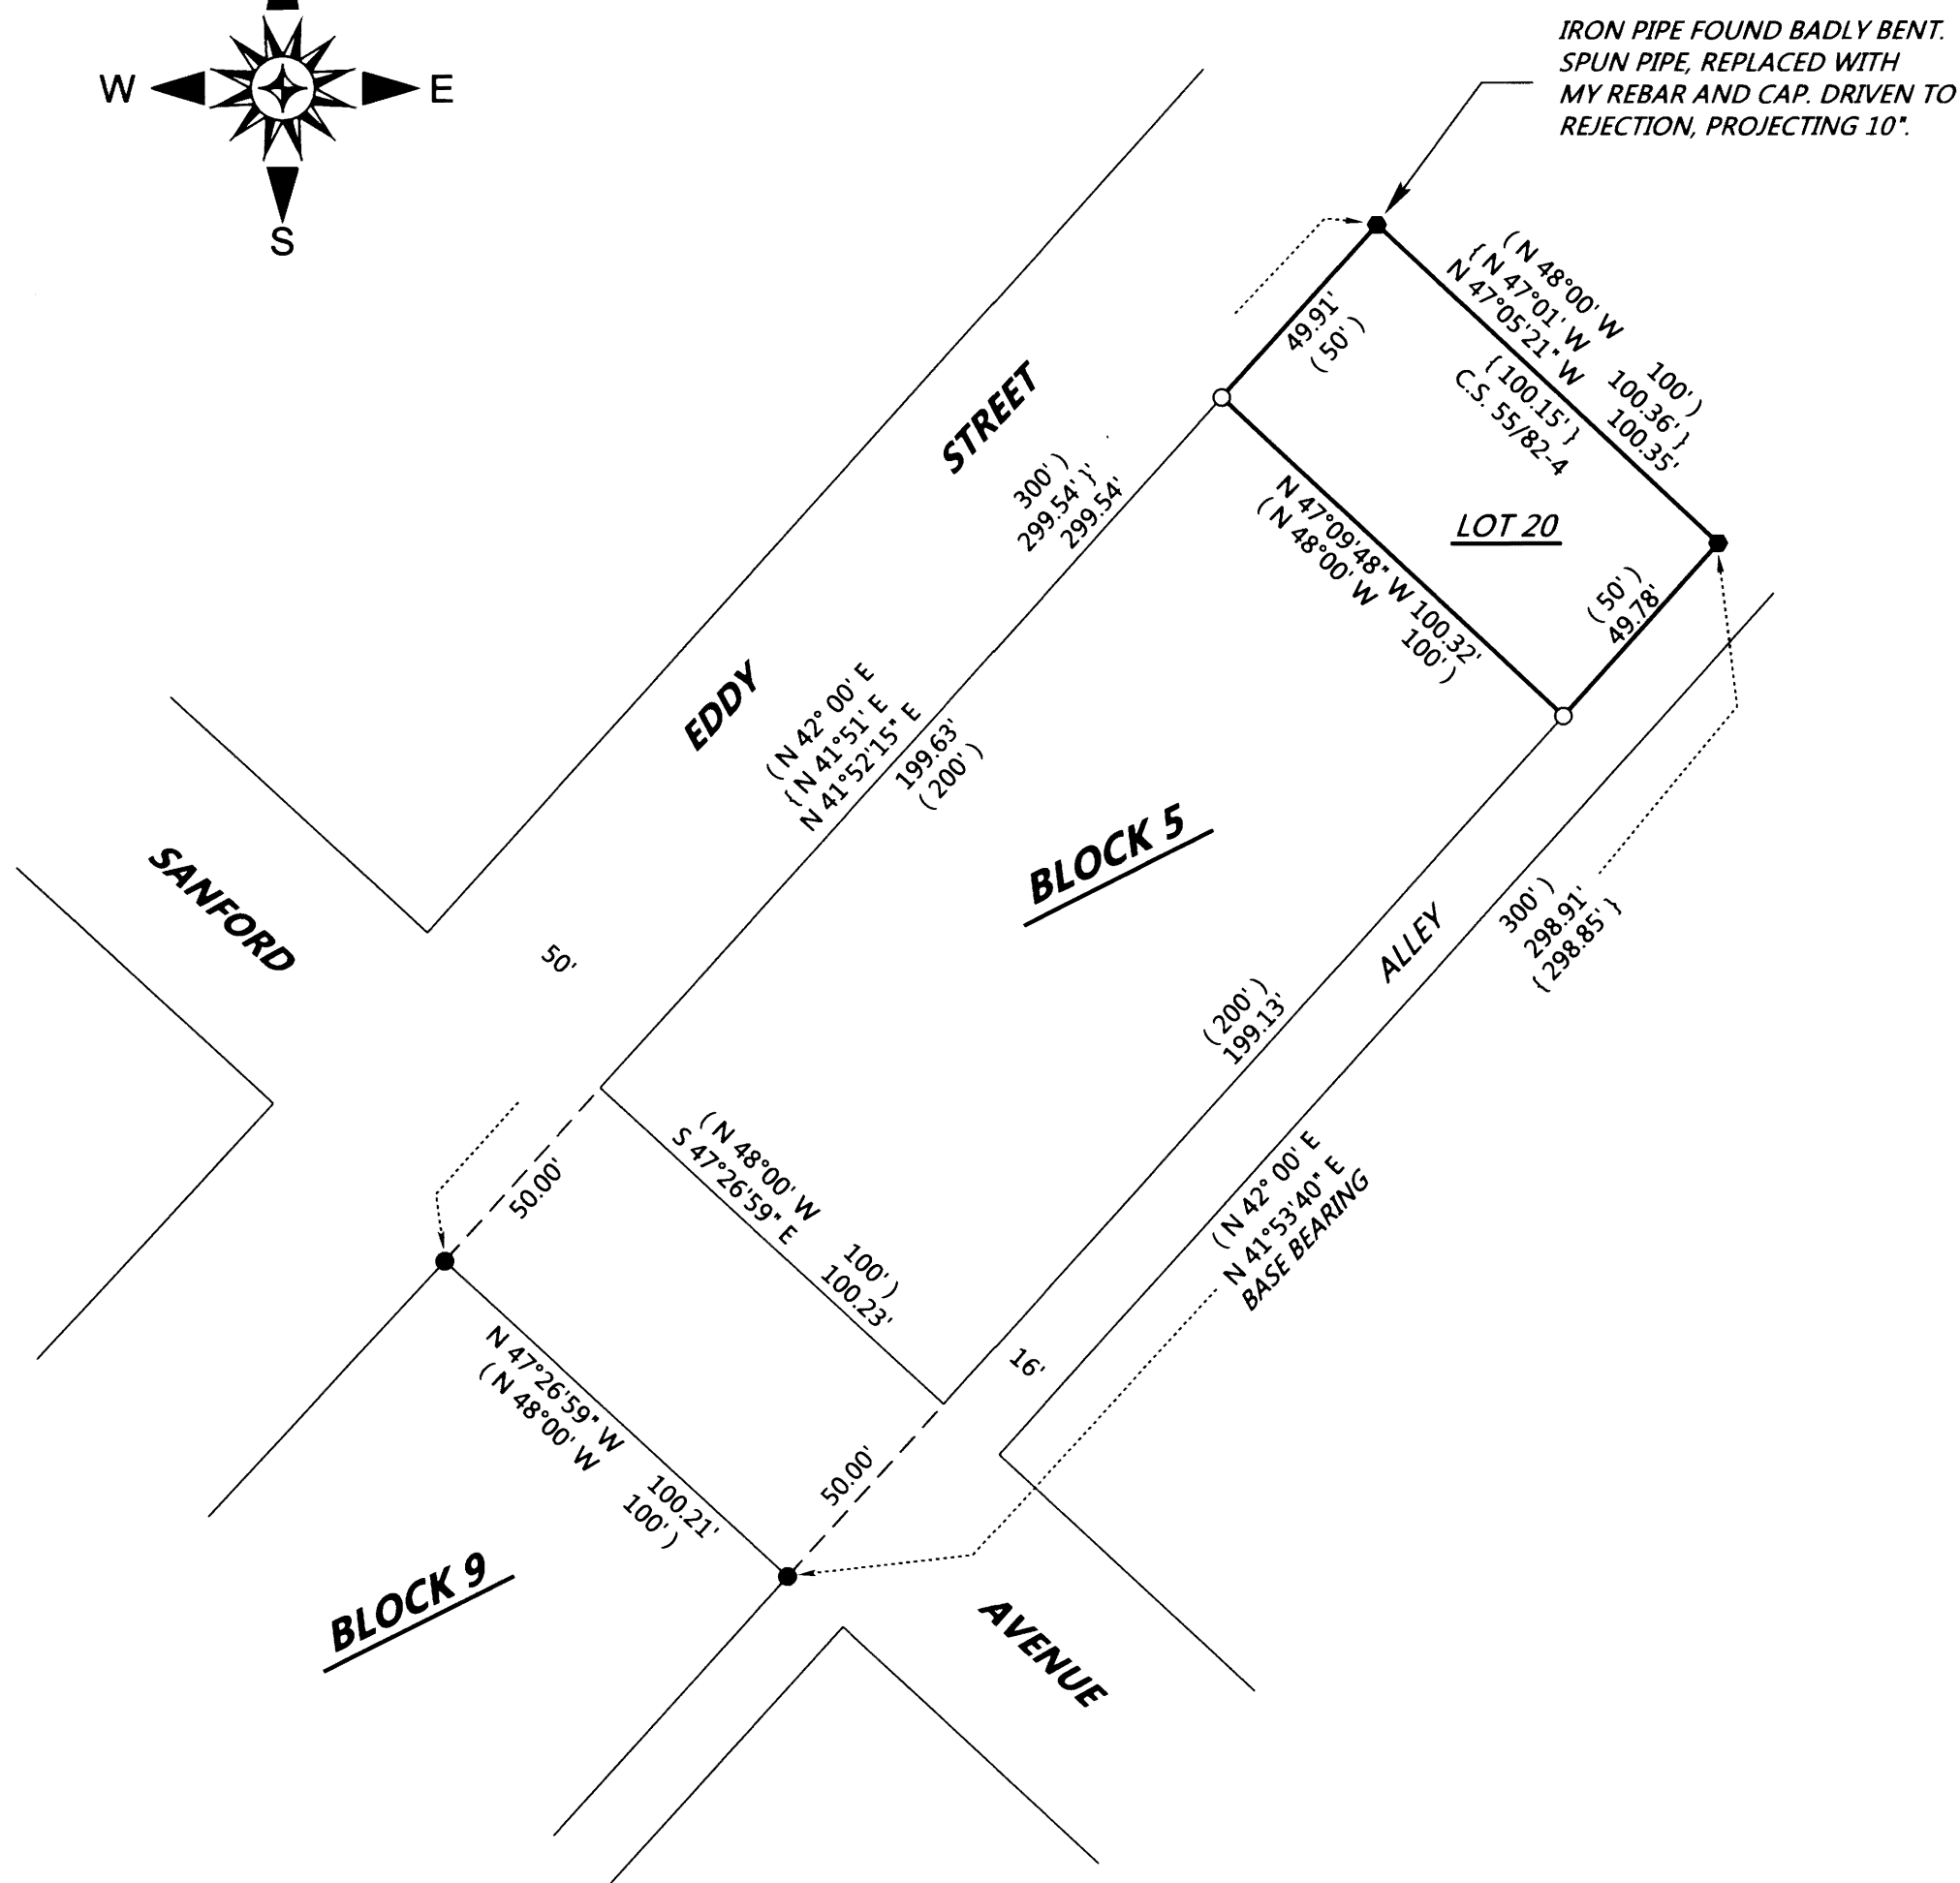 IRON PIPE FOUND BADLY BENT.
SPUN PIPE, REPLACED WITH
MY REBAR AND CAP. DRIVEN TO
REJECTION, PROJECTING 10".
W
E
S
49.91'
(50')
(N 48°00' W 100')
{N 47°01' W 100.36'}
N 47°05'21" W 100.35'
{100.15'}
C.S. 55/82-4
LOT 20
N 47°09'48" W 100.32'
(N 48°00' W 100')
(50')
49.78'
STREET
EDDY
(N 42°00' E 300')
{N 41°51' E 299.54'}
N 41°52'15" E 299.54'
199.63'
(200')
BLOCK 5
SANFORD
50'
ALLEY
(200')
199.13'
(N 42°00' E 300')
N 41°53'40" E 298.91'
BASE BEARING {298.85'}
50.00'
(N 48°00' W 100')
S 47°26'59" E 100.23'
16'
N 47°26'59" W 100.21'
(N 48°00' W 100')
50.00'
BLOCK 9
AVENUE